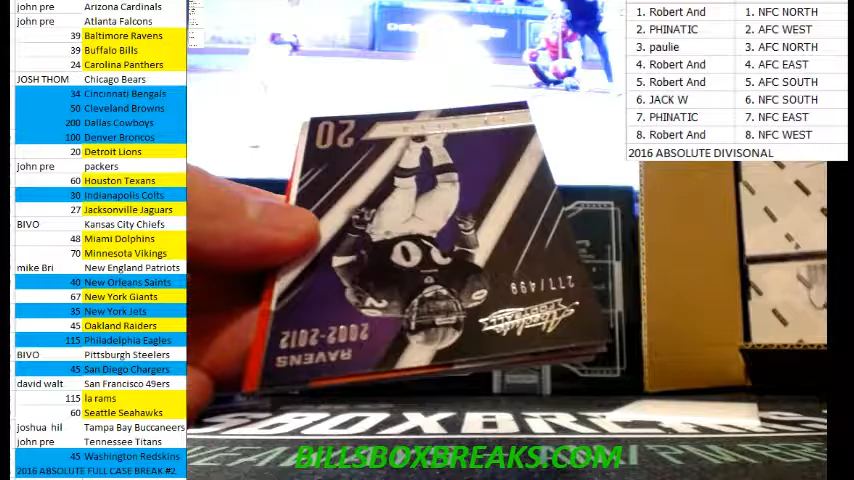 john pre Arizona Cardinals
john pre Atlanta Falcons
39 Baltimore Ravens
39 Buffalo Bills
24 Carolina Panthers
JOSH THOM Chicago Bears
34 Cincinnati Bengals
50 Cleveland Browns
200 Dallas Cowboys
100 Denver Broncos
20 Detroit Lions
john pre packers
60 Houston Texans
30 Indianapolis Colts
27 Jacksonville Jaguars
BIVO Kansas City Chiefs
48 Miami Dolphins
70 Minnesota Vikings
mike Bri New England Patriots
40 New Orleans Saints
67 New York Giants
35 New York Jets
45 Oakland Raiders
115 Philadelphia Eagles
BIVO Pittsburgh Steelers
45 San Diego Chargers
david walt San Francisco 49ers
115 la rams
60 Seattle Seahawks
joshua hil Tampa Bay Buccaneers
john pre Tennessee Titans
45 Washington Redskins
2016 ABSOLUTE FULL CASE BREAK #2
1. Robert And 1. NFC NORTH
2. PHINATIC 2. AFC WEST
3. paulie 3. AFC NORTH
4. Robert And 4. AFC EAST
5. Robert And 5. AFC SOUTH
6. JACK W 6. NFC SOUTH
7. PHINATIC 7. NFC EAST
8. Robert And 8. NFC WEST
2016 ABSOLUTE DIVISONAL
20
ED REED
20
277/499
Absolute
FOOTBALL
2002-2012
RAVENS
BILLSBOXBREAKS.COM